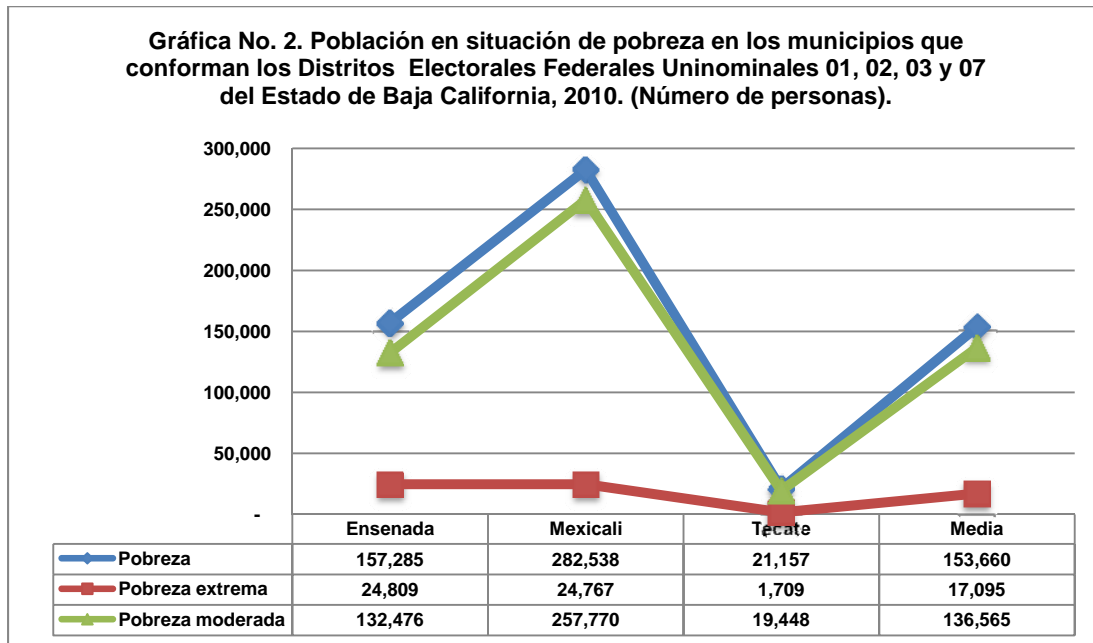 Gráfica No. 2. Población en situación de pobreza en los municipios que
conforman los Distritos Electorales Federales Uninominales 01, 02, 03 y 07
del Estado de Baja California, 2010. (Número de personas).
300,000
250,000
200,000
150,000
100,000
50,000
-
Ensenada Mexicali Tecate Media
Pobreza 157,285 282,538 21,157 153,660
Pobreza extrema 24,809 24,767 1,709 17,095
Pobreza moderada 132,476 257,770 19,448 136,565